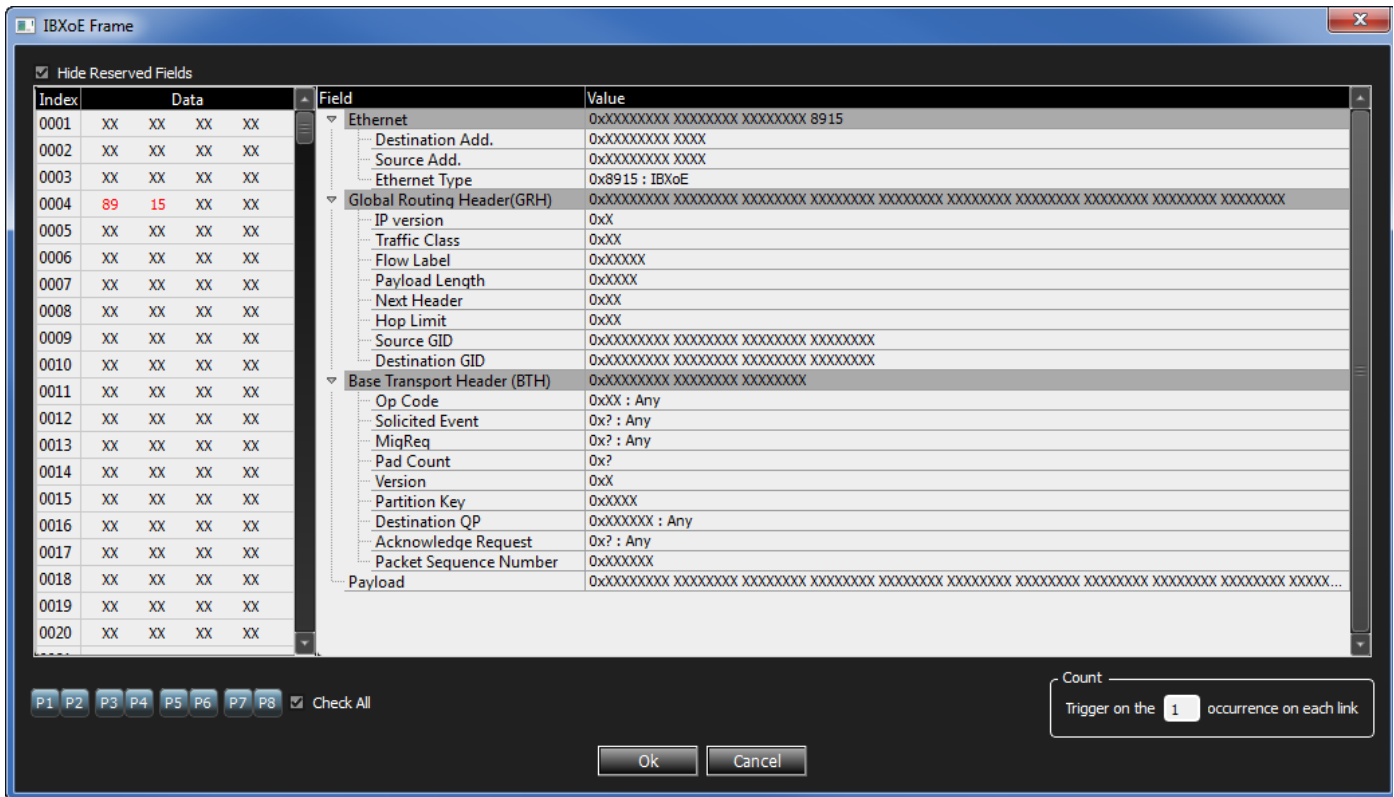 IBXoE Frame
Hide Reserved Fields
Index Data
0001 XX XX XX XX
0002 XX XX XX XX
0003 XX XX XX XX
0004 89 15 XX XX
0005 XX XX XX XX
0006 XX XX XX XX
0007 XX XX XX XX
0008 XX XX XX XX
0009 XX XX XX XX
0010 XX XX XX XX
0011 XX XX XX XX
0012 XX XX XX XX
0013 XX XX XX XX
0014 XX XX XX XX
0015 XX XX XX XX
0016 XX XX XX XX
0017 XX XX XX XX
0018 XX XX XX XX
0019 XX XX XX XX
0020 XX XX XX XX
Field Value
Ethernet 0xXXXXXXXX XXXXXXXX XXXXXXXX 8915
Destination Add. 0xXXXXXXXX XXXX
Source Add. 0xXXXXXXXX XXXX
Ethernet Type 0x8915 : IBXoE
Global Routing Header(GRH) 0xXXXXXXXX XXXXXXXX XXXXXXXX XXXXXXXX XXXXXXXX XXXXXXXX XXXXXXXX XXXXXXXX XXXXXXXX XXXXXXXX
IP version 0xX
Traffic Class 0xXX
Flow Label 0xXXXXX
Payload Length 0xXXXX
Next Header 0xXX
Hop Limit 0xXX
Source GID 0xXXXXXXXX XXXXXXXX XXXXXXXX XXXXXXXX
Destination GID 0xXXXXXXXX XXXXXXXX XXXXXXXX XXXXXXXX
Base Transport Header (BTH) 0xXXXXXXXX XXXXXXXX XXXXXXXX
Op Code 0xXX : Any
Solicited Event 0x? : Any
MiqReq 0x? : Any
Pad Count 0x?
Version 0xX
Partition Key 0xXXXX
Destination QP 0xXXXXXX : Any
Acknowledge Request 0x? : Any
Packet Sequence Number 0xXXXXXX
Payload 0xXXXXXXXX XXXXXXXX XXXXXXXX XXXXXXXX XXXXXXXX XXXXXXXX XXXXXXXX XXXXXXXX XXXXXXXX XXXXXXXX XXXXX...
P1 P2 P3 P4 P5 P6 P7 P8 Check All
Count
Trigger on the 1 occurrence on each link
Ok Cancel